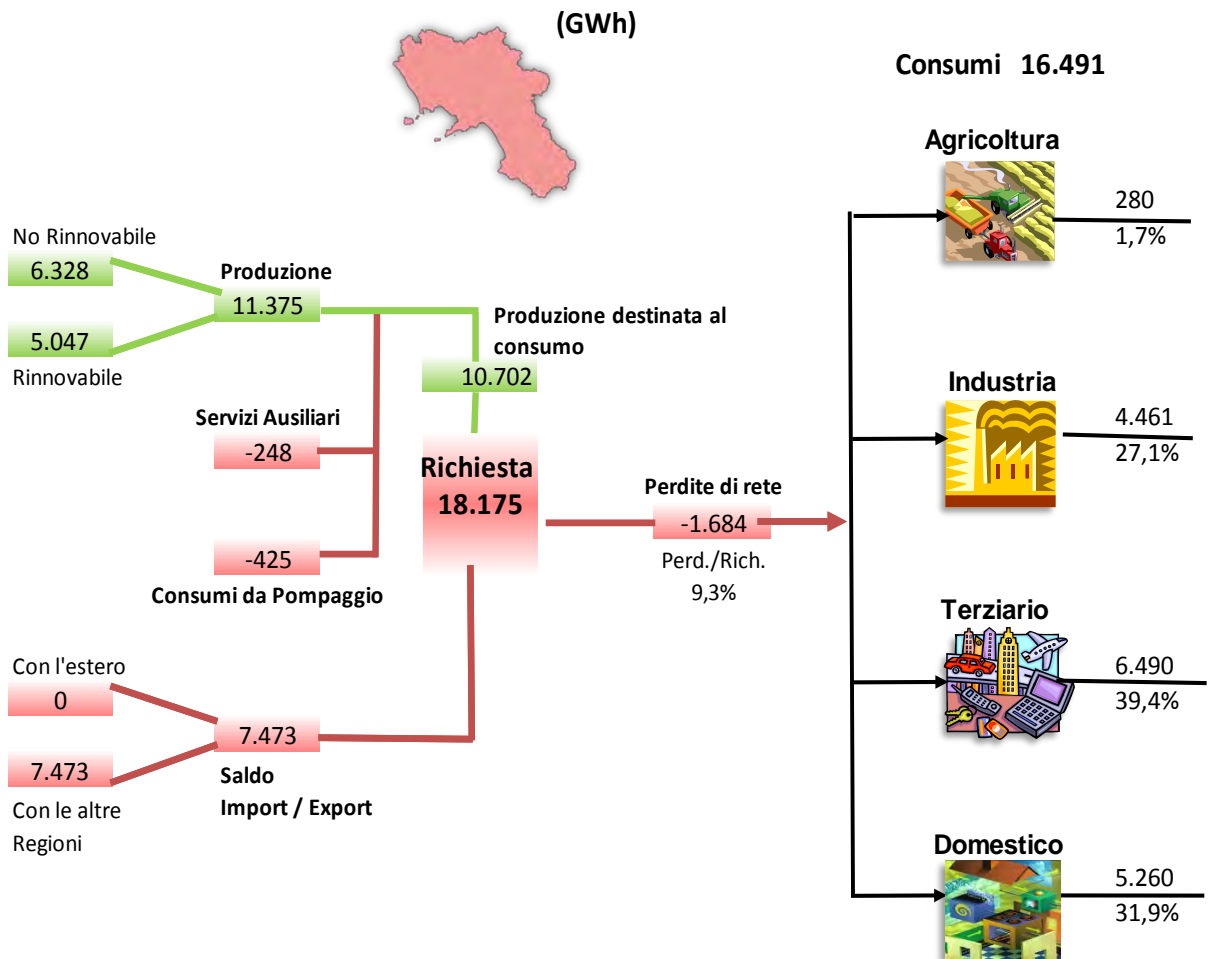 (GWh)
Consumi 16.491
No Rinnovabile
6.328
5.047
Rinnovabile
Produzione
11.375
Servizi Ausiliari
-248
-425
Consumi da Pompaggio
Produzione destinata al
consumo
10.702
Richiesta
18.175
Con l'estero
0
7.473
Con le altre
Regioni
7.473
Saldo
Import / Export
Perdite di rete
-1.684
Perd./Rich.
9,3%
Agricoltura
280
1,7%
Industria
4.461
27,1%
Terziario
6.490
39,4%
Domestico
5.260
31,9%